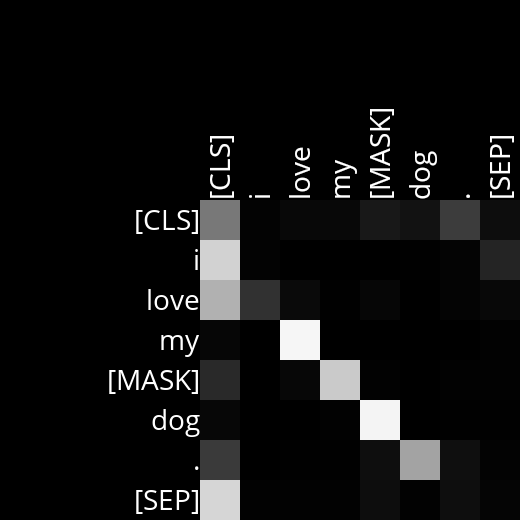 [CLS] i love my [MASK] dog . [SEP]
[CLS]
i
love
my
[MASK]
dog
.
[SEP]